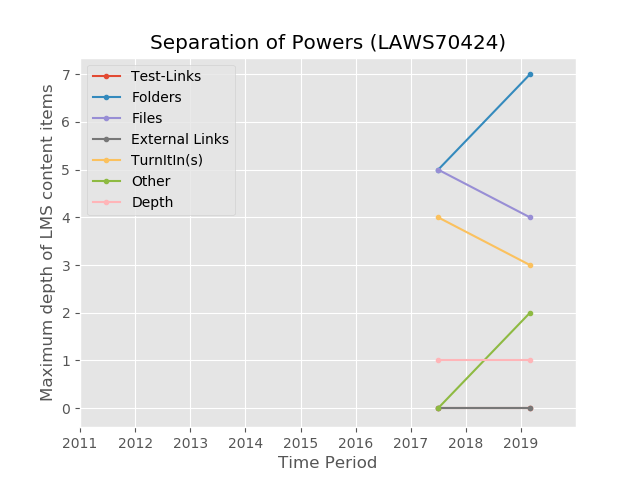 Separation of Powers (LAWS70424)
Maximum depth of LMS content items
7
6
5
4
3
2
1
0
Test-Links
Folders
Files
External Links
TurnItIn(s)
Other
Depth
2011 2012 2013 2014 2015 2016 2017 2018 2019
Time Period